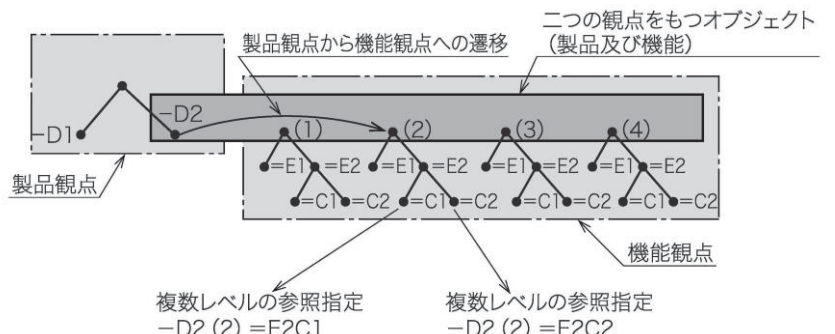 二つの観点をもつオブジェクト
(製品及び機能)
製品観点から機能観点への遷移
−D1
−D2
(1)
(2)
(3)
(4)
=E1 =E2 =E1 =E2 =E1 =E2 =E1 =E2
=C1 =C2 =C1 =C2 =C1 =C2 =C1 =C2
製品観点
機能観点
複数レベルの参照指定
−D2 (2) =E2C1
複数レベルの参照指定
−D2 (2) =E2C2